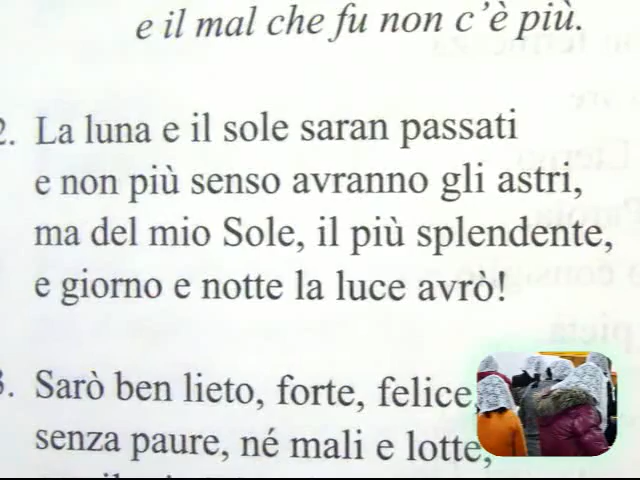 e il mal che fu non c'è più.
2. La luna e il sole saran passati
e non più senso avranno gli astri,
ma del mio Sole, il più splendente,
e giorno e notte la luce avrò!
3. Sarò ben lieto, forte, felice,
senza paure, né mali e lotte,